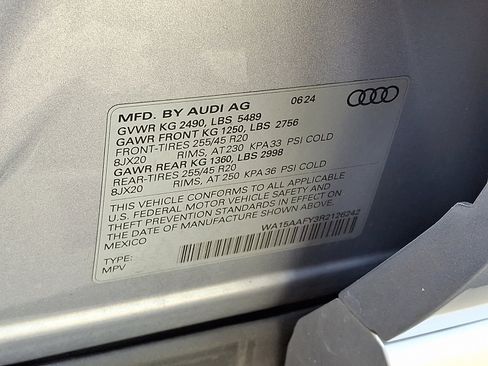 MFD. BY AUDI AG 06:24
GVWR KG 2490, LBS 5489
GAWR FRONT KG 1250, LBS 2756
FRONT-TIRES 255/45 R20
8JX20 RIMS, AT 230 KPA 33 PSI COLD
GAWR REAR KG 1360, LBS 2998
REAR-TIRES 255/45 R20
8JX20 RIMS, AT 250 KPA 36 PSI COLD
THIS VEHICLE CONFORMS TO ALL APPLICABLE
U.S. FEDERAL MOTOR VEHICLE SAFETY AND
THEFT PREVENTION STANDARDS IN EFFECT ON
THE DATE OF MANUFACTURE SHOWN ABOVE
MEXICO
WA15AAFY3R2126242
TYPE:
MPV